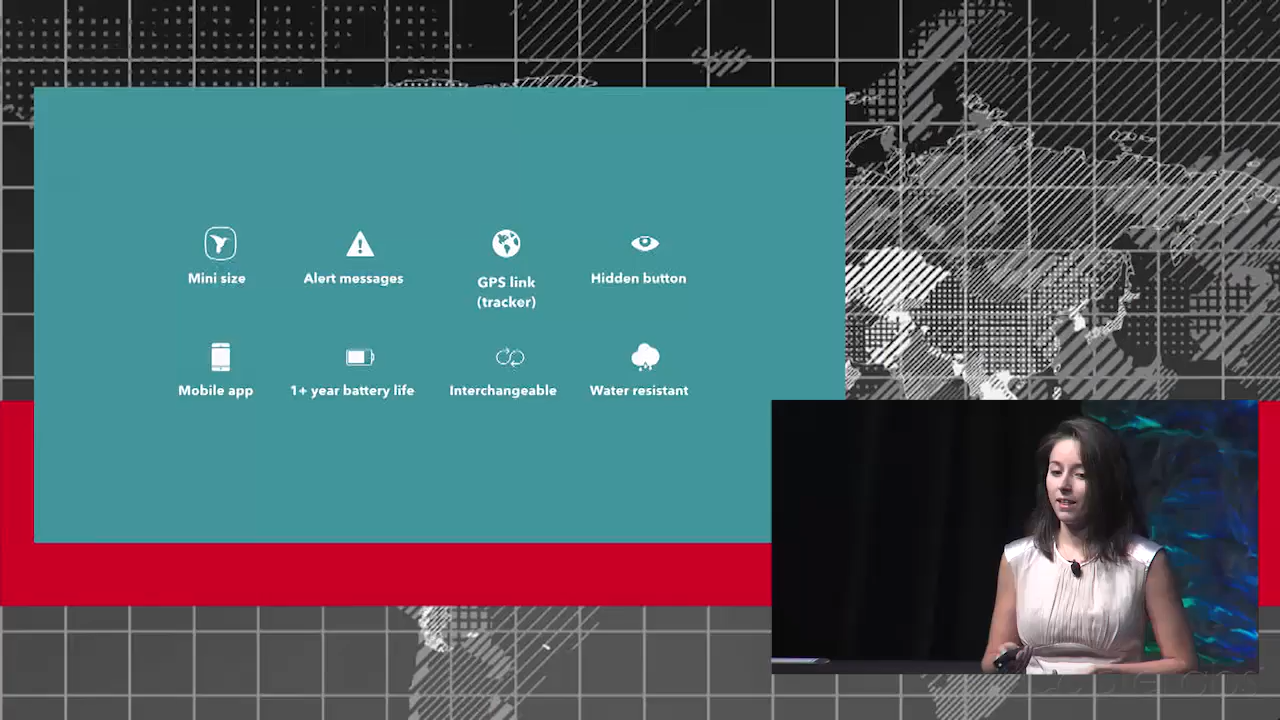 Mini size
Alert messages
GPS link
(tracker)
Hidden button
Mobile app
1+ year battery life
Interchangeable
Water resistant